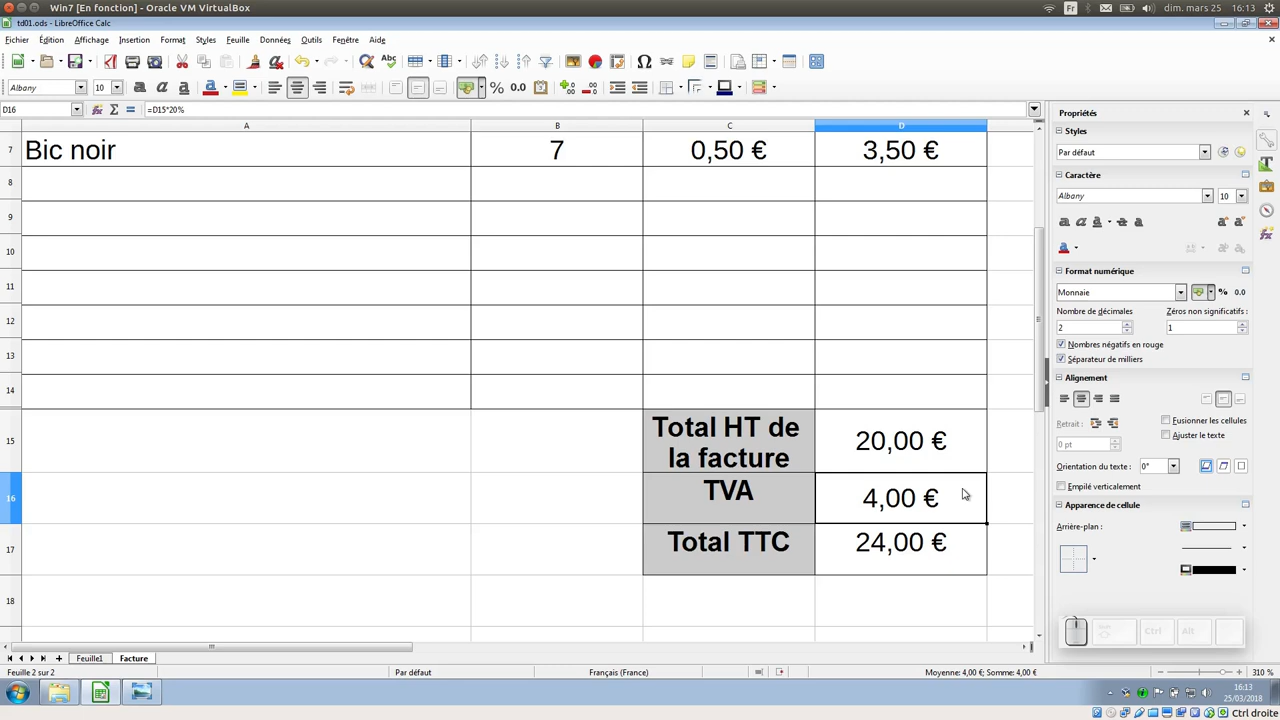 Win7 [En fonction] - Oracle VM VirtualBox
Fr
dim. mars 25
16:13
td01.ods - LibreOffice Calc
Fichier Édition Affichage Insertion Format Styles Feuille Données Outils Fenêtre Aide
Albany 10
D16 =D15*20%
Propriétés
A B C D
7 Bic noir 7 0,50 € 3,50 €
8
9
10
11
12
13
14
15 Total HT de la facture 20,00 €
16 TVA 4,00 €
17 Total TTC 24,00 €
18
Styles
Par défaut
Caractère
Albany 10
Format numérique
Monnaie
% 0.0
Nombre de décimales Zéros non significatifs :
2 1
Nombres négatifs en rouge
Séparateur de milliers
Alignement
Retrait : Fusionner les cellules
0 pt Ajuster le texte
Orientation du texte : 0°
Empilé verticalement
Apparence de cellule
Arrière-plan :
Ctrl Alt
Feuille1 Facture
Feuille 2 sur 2 Par défaut Français (France) Moyenne: 4,00 €; Somme: 4,00 € 310 %
16:13
25/03/2018
Ctrl droite